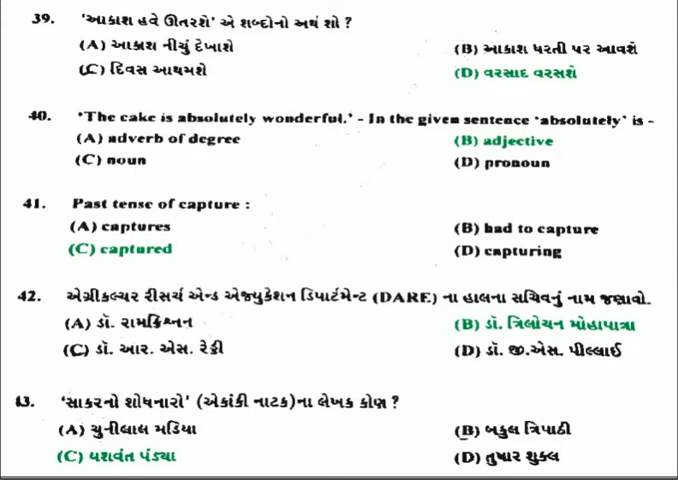 39. ‘આકાશ હવે ઊતરશે’ એ શબ્દોનો અર્થ શો ?
(A) આકાશ નીચું દેખાશે (B) આકાશ ધરતી પર આવશે
(C) દિવસ આથમશે (D) વરસાદ વરસશે
40. ‘The cake is absolutely wonderful.’ - In the given sentence ‘absolutely’ is -
(A) adverb of degree (B) adjective
(C) noun (D) pronoun
41. Past tense of capture :
(A) captures (B) had to capture
(C) captured (D) capturing
42. એગ્રીકલ્ચર રીસર્ચ એન્ડ એજ્યુકેશન ડિપાર્ટમેન્ટ (DARE) ના હાલના સચિવનું નામ જણાવો.
(A) ડૉ. રામક્રિશ્નન (B) ડૉ. ત્રિલોચન મોહાપાત્રા
(C) ડૉ. આર. એસ. રેડ્ડી (D) ડૉ. જી.એસ. પીલ્લાઈ
43. ‘સાકરનો શોધનારો’ (એકાંકી નાટક)ના લેખક કોણ ?
(A) ચુનીલાલ મડિયા (B) બકુલ ત્રિપાઠી
(C) યશવંત પંડ્યા (D) તુષાર શુક્લ